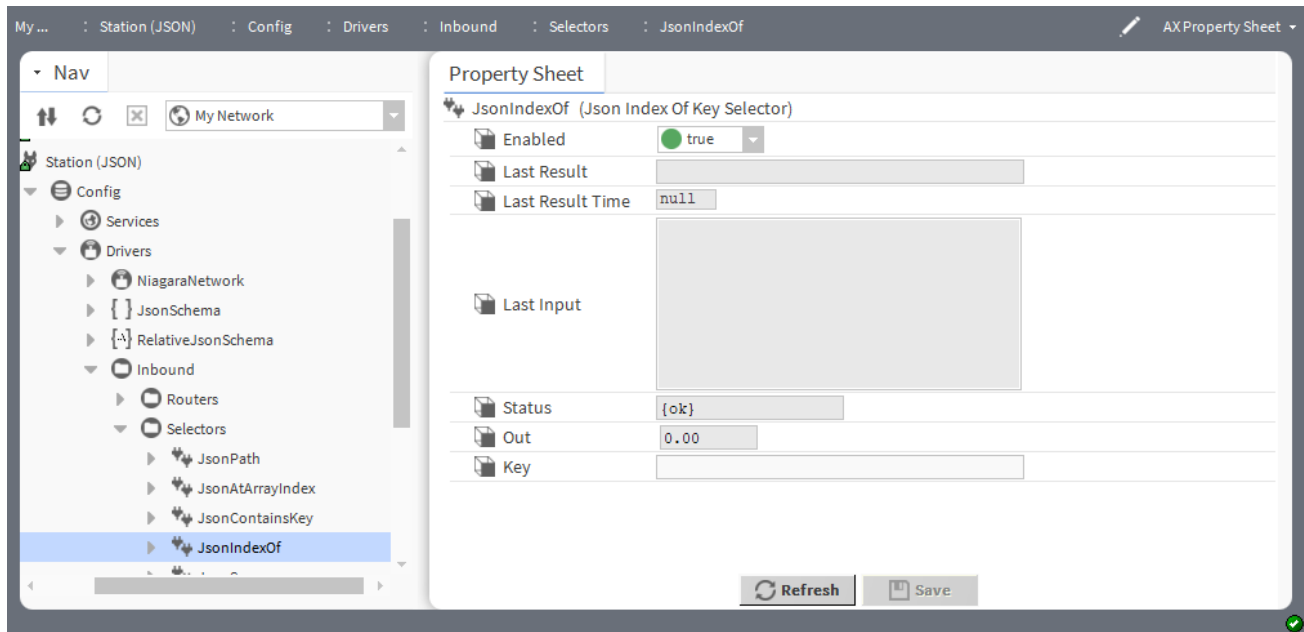 My ... : Station (JSON) : Config : Drivers : Inbound : Selectors : JsonIndexOf AX Property Sheet
Nav
My Network
Station (JSON)
Config
Services
Drivers
NiagaraNetwork
{ } JsonSchema
RelativeJsonSchema
Inbound
Routers
Selectors
JsonPath
JsonAtArrayIndex
JsonContainsKey
JsonIndexOf
Property Sheet
JsonIndexOf (Json Index Of Key Selector)
Enabled true
Last Result
Last Result Time null
Last Input
Status {ok}
Out 0.00
Key
Refresh Save